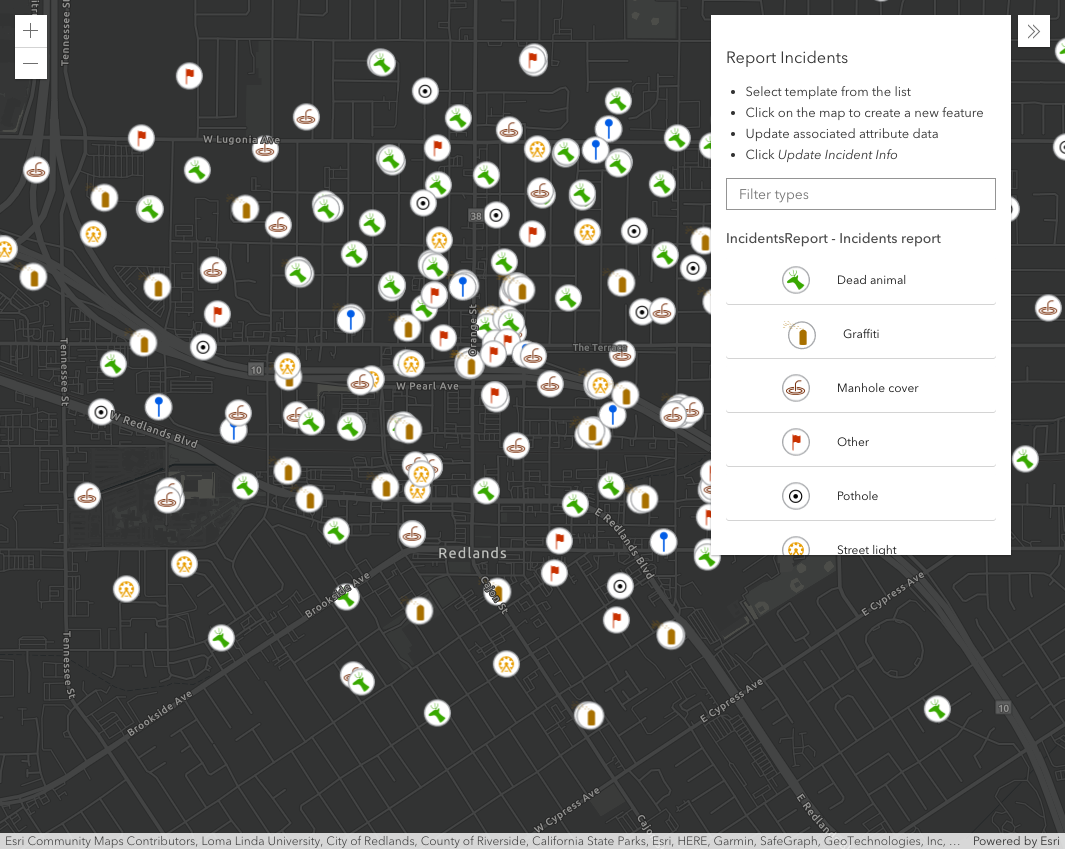 Report Incidents
Select template from the list
Click on the map to create a new feature
Update associated attribute data
Click Update Incident Info
Filter types
IncidentsReport - Incidents report
Dead animal
Graffiti
Manhole cover
Other
Pothole
Street light
Tennessee St
W Lugonia Ave
38
Orange St
The Terrace
10
W Pearl Ave
Tennessee St
W Redlands Blvd
E Redlands Blvd
Redlands
Brookside Ave
Cajon St
E Cypress Ave
Tennessee St
Brookside Ave
E Cypress Ave
10
W Cypress Ave
Esri Community Maps Contributors, Loma Linda University, City of Redlands, County of Riverside, California State Parks, Esri, HERE, Garmin, SafeGraph, GeoTechnologies, Inc, …
Powered by Esri